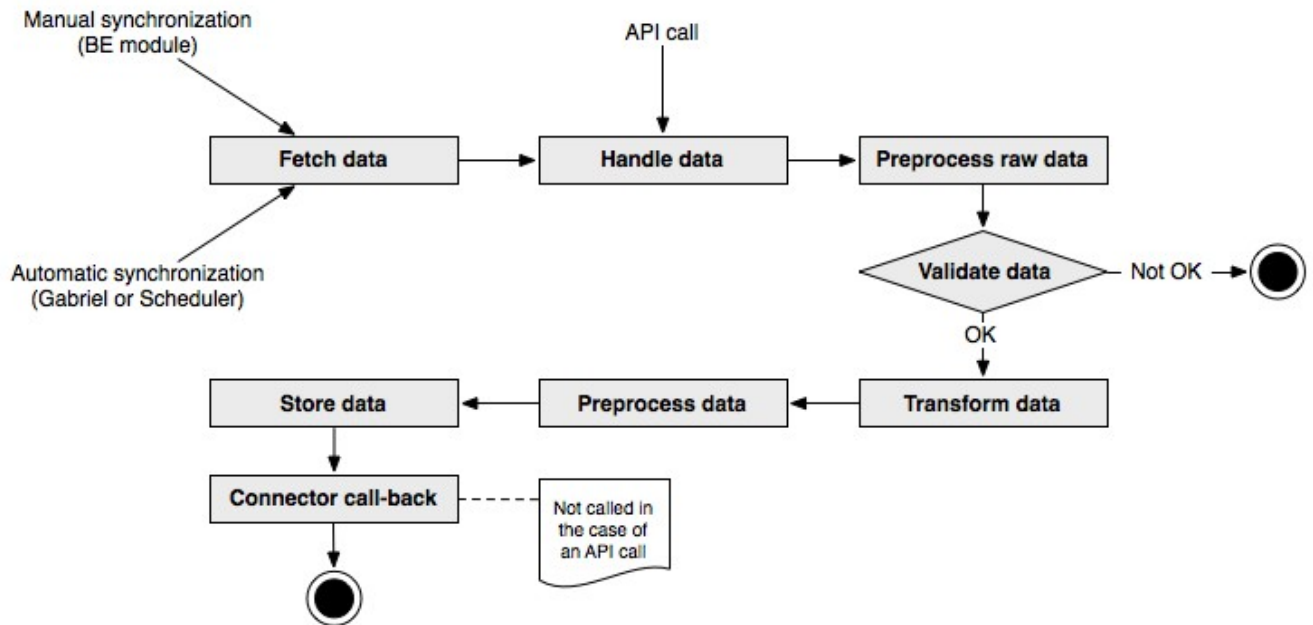 Manual synchronization
(BE module)
API call
Fetch data
Handle data
Preprocess raw data
Automatic synchronization
(Gabriel or Scheduler)
Validate data
Not OK
OK
Store data
Preprocess data
Transform data
Connector call-back
Not called in
the case of
an API call